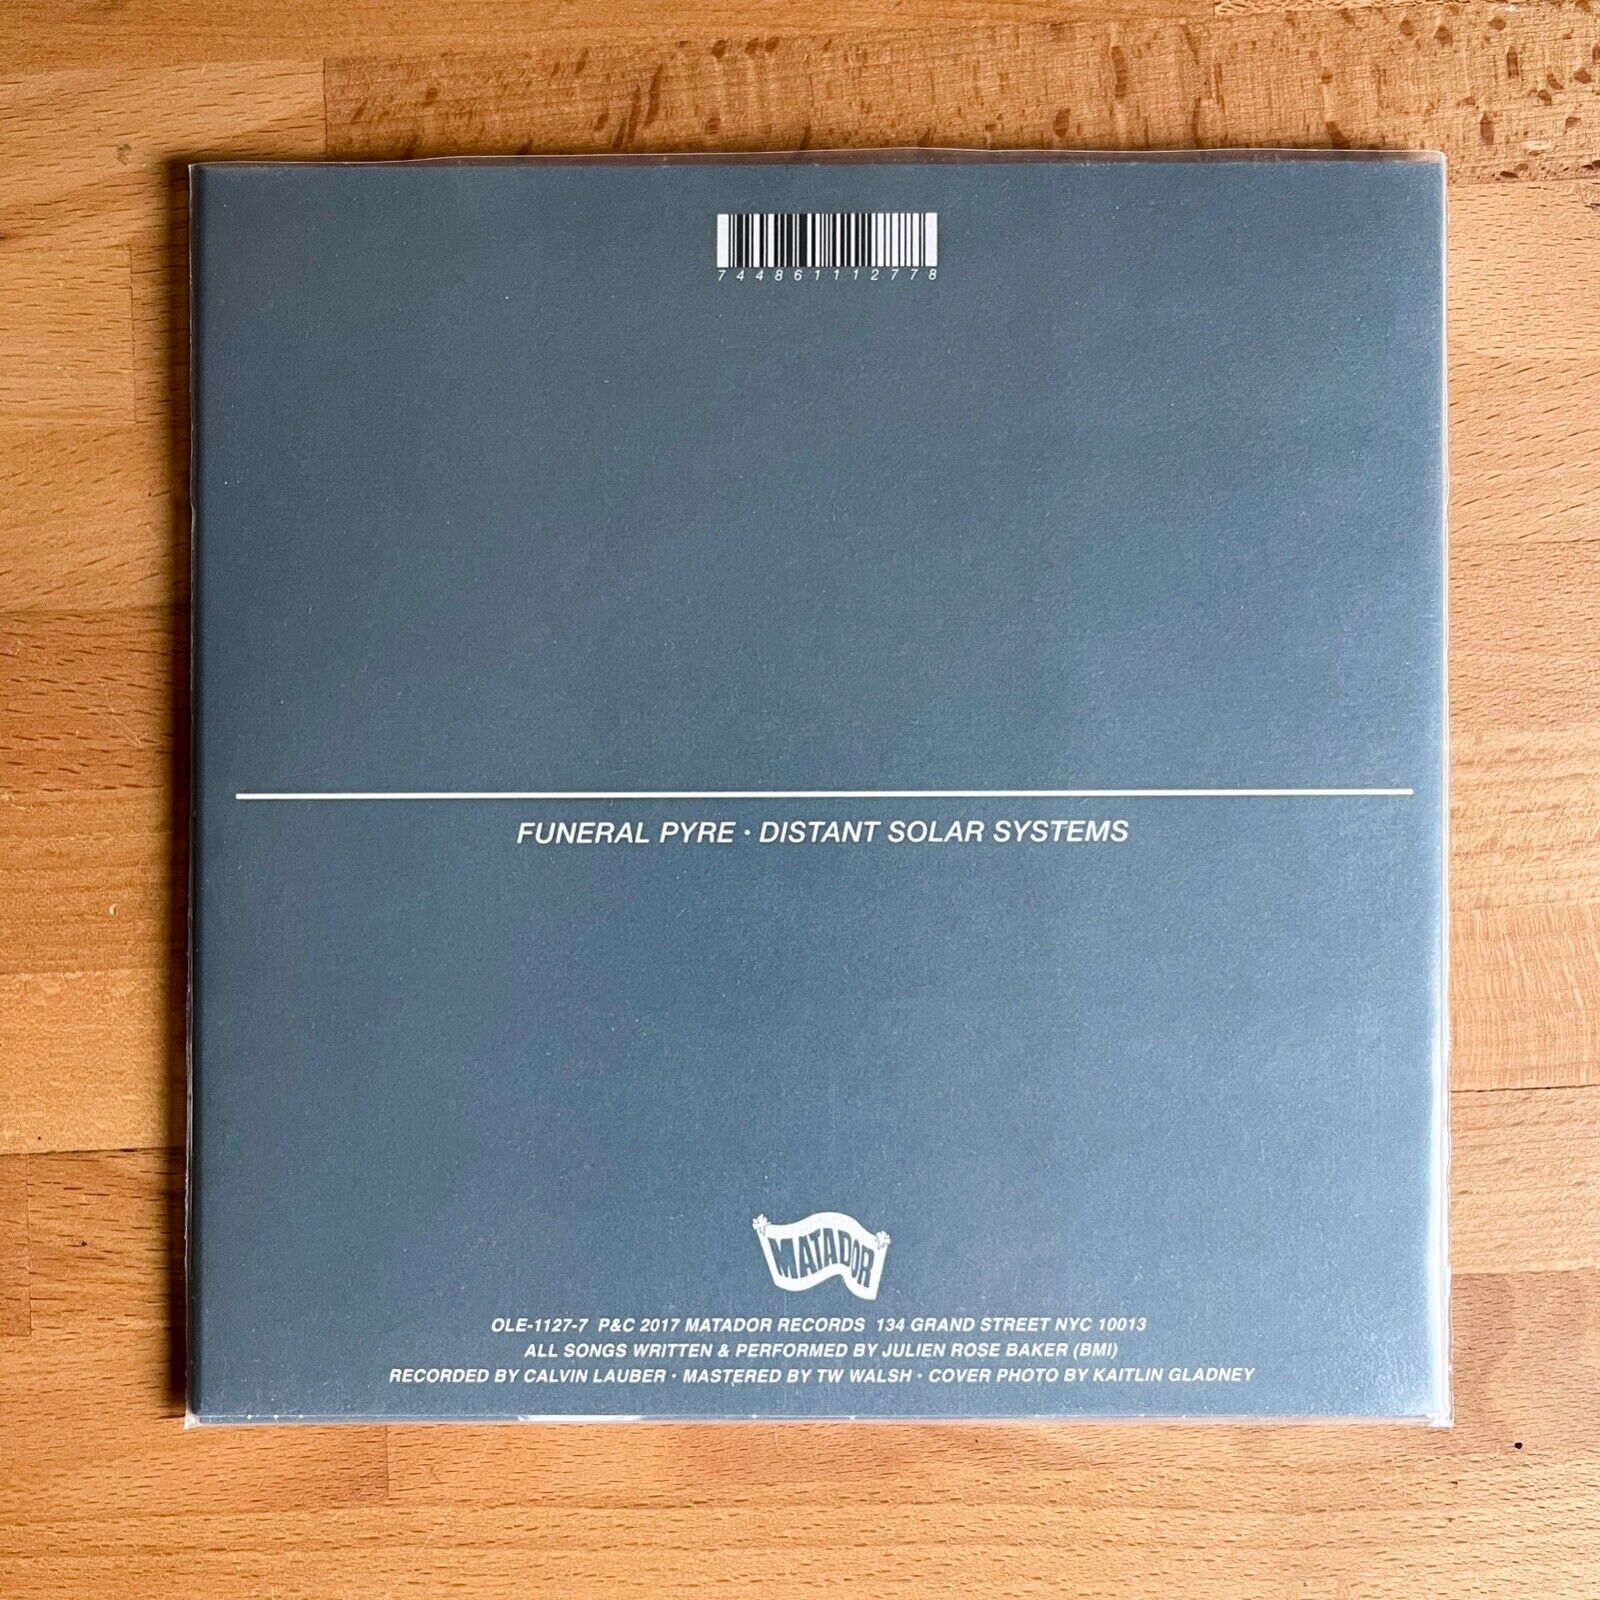 744861112778
FUNERAL PYRE · DISTANT SOLAR SYSTEMS
MATADOR
OLE-1127-7 P&C 2017 MATADOR RECORDS 134 GRAND STREET NYC 10013
ALL SONGS WRITTEN & PERFORMED BY JULIEN ROSE BAKER (BMI)
RECORDED BY CALVIN LAUBER · MASTERED BY TW WALSH · COVER PHOTO BY KAITLIN GLADNEY